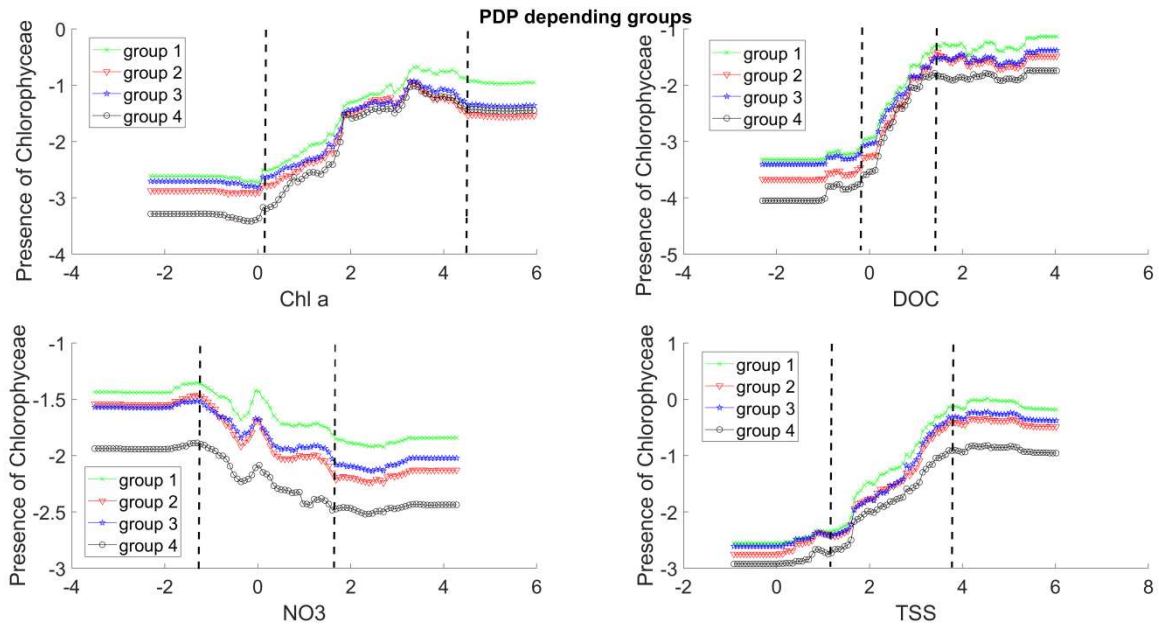 PDP depending groups
Presence of Chlorophyceae
0
-1
-2
-3
-4
group 1
group 2
group 3
group 4
-4
-2
0
2
4
6
Chl a
Presence of Chlorophyceae
-1
-2
-3
-4
-5
group 1
group 2
group 3
group 4
-4
-2
0
2
4
6
8
DOC
Presence of Chlorophyceae
-1
-1.5
-2
-2.5
-3
group 1
group 2
group 3
group 4
-4
-2
0
2
4
6
NO3
Presence of Chlorophyceae
1
0
-1
-2
-3
group 1
group 2
group 3
group 4
-2
0
2
4
6
8
TSS